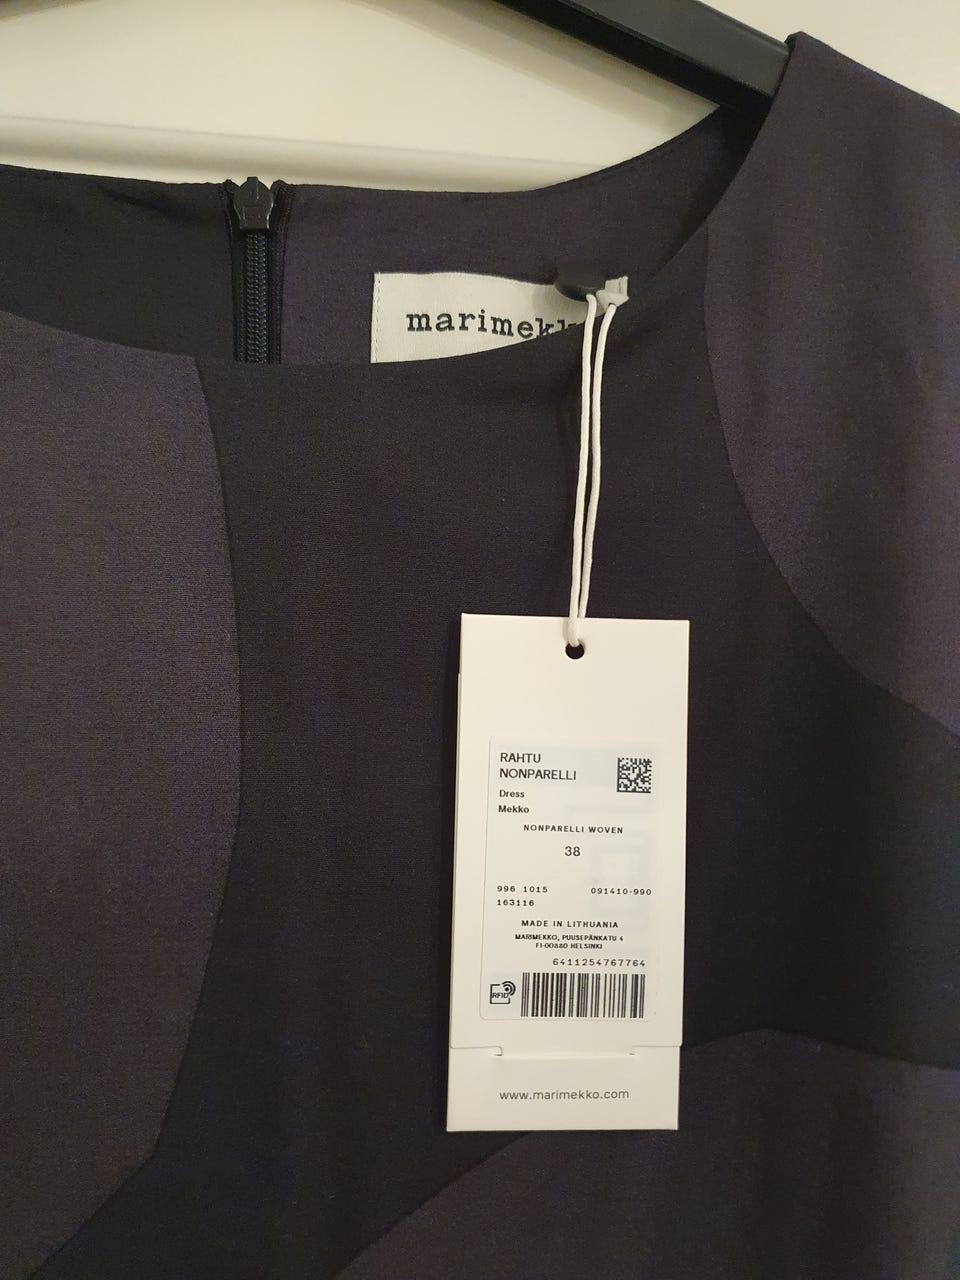 marimekko
RAHTU
NONPARELLI
Dress
Mekko
NONPARELLI WOVEN
38
996 1015 091410-990
163116
MADE IN LITHUANIA
MARIMEKKO, PUUSEPÄNKATU 4
FI-00880 HELSINKI
6411254767764
RFID
www.marimekko.com